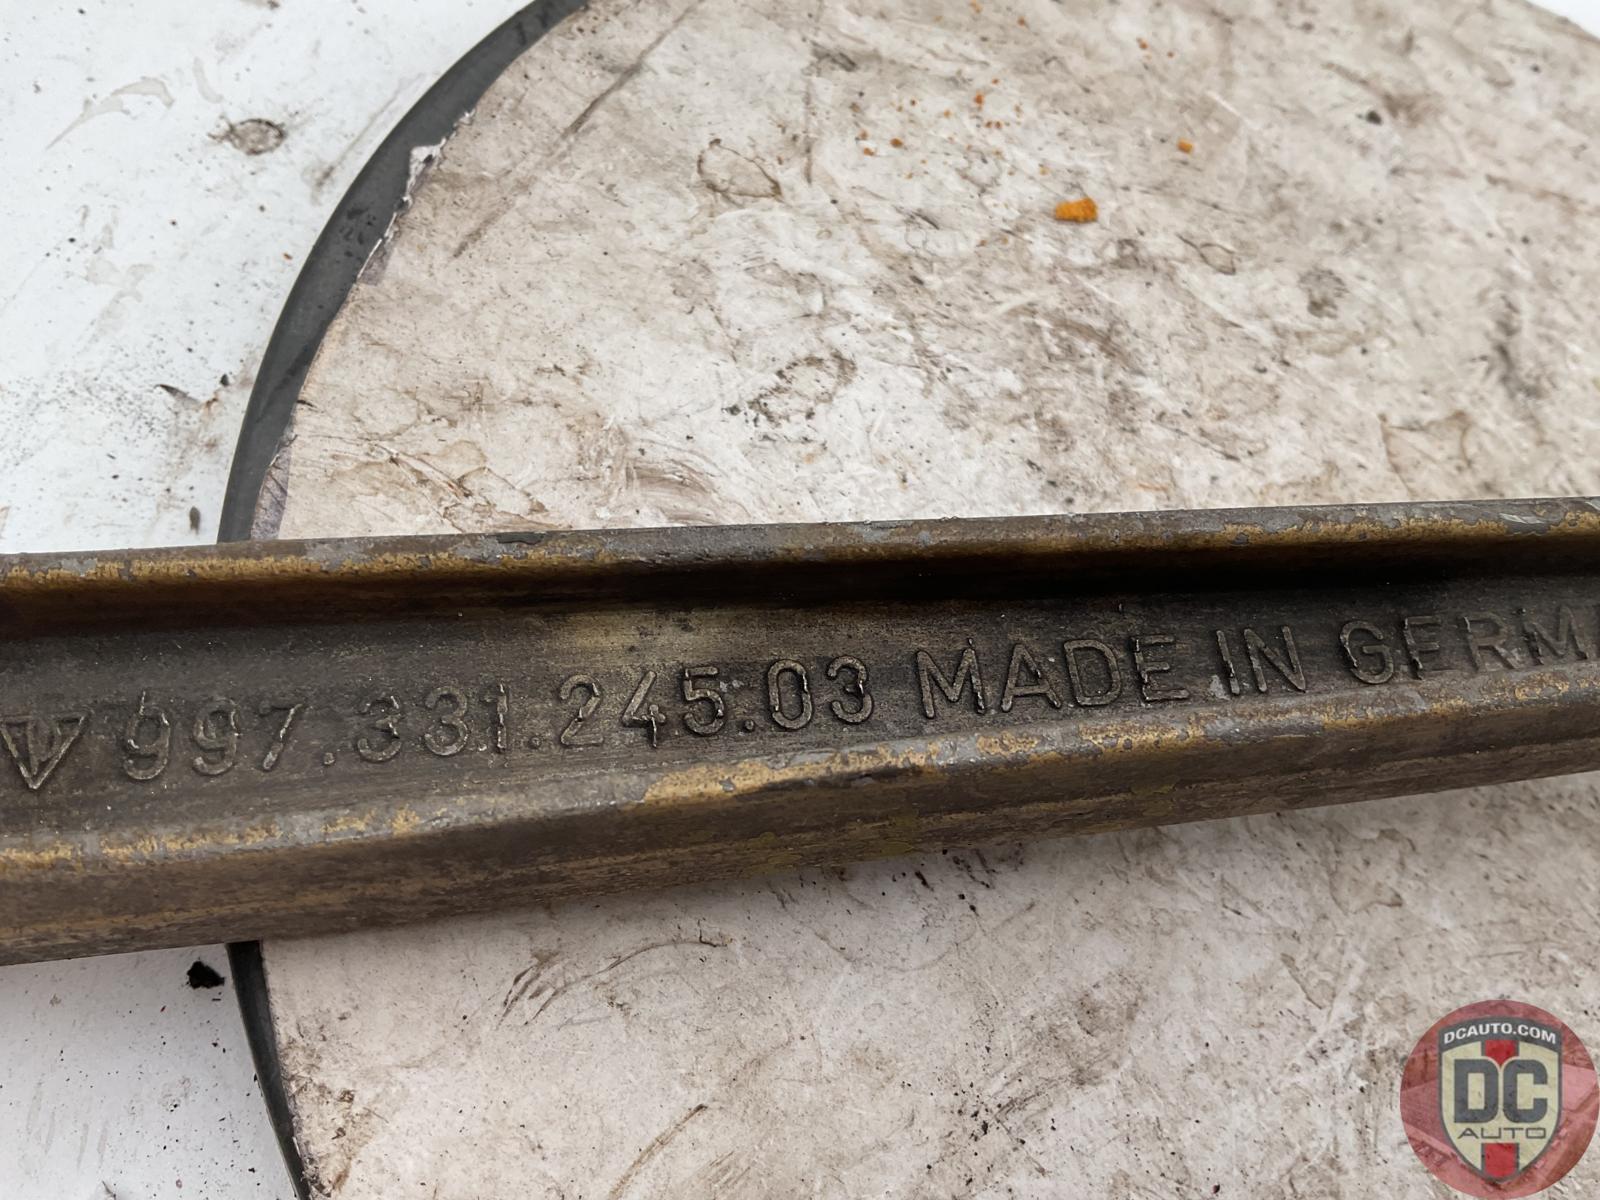 997.331.245.03 MADE IN GERM
DCAUTO.COM
DC
AUTO